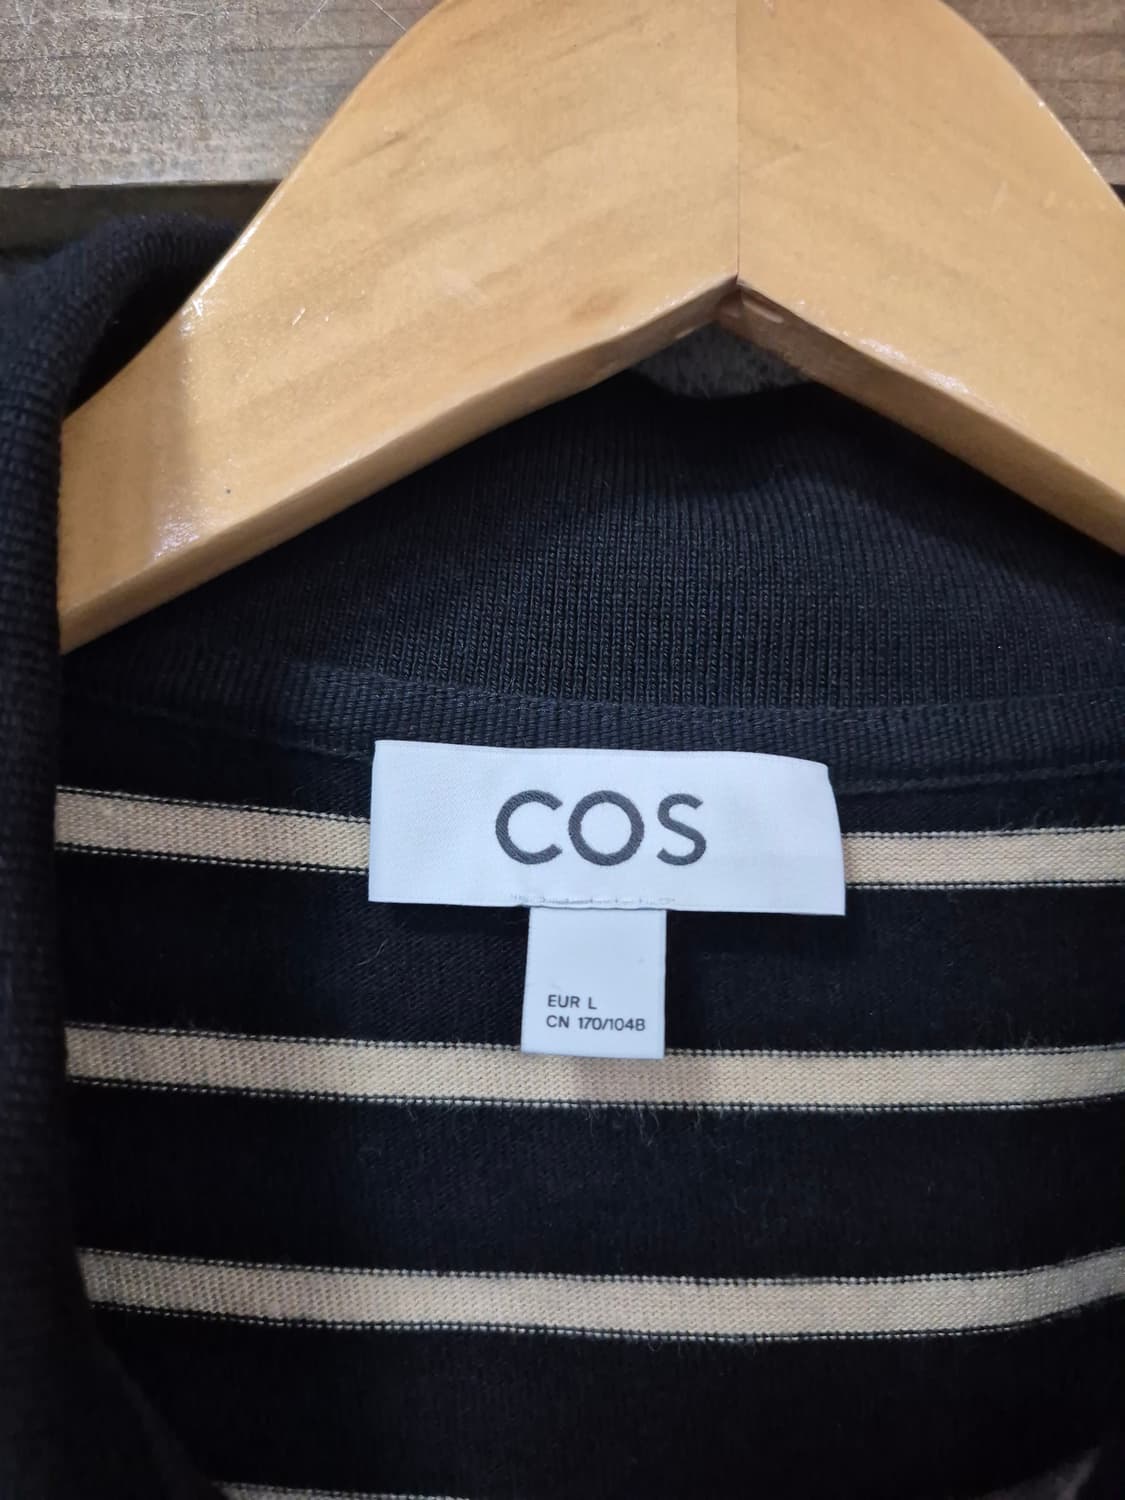 COS
EUR L
CN 170/104B